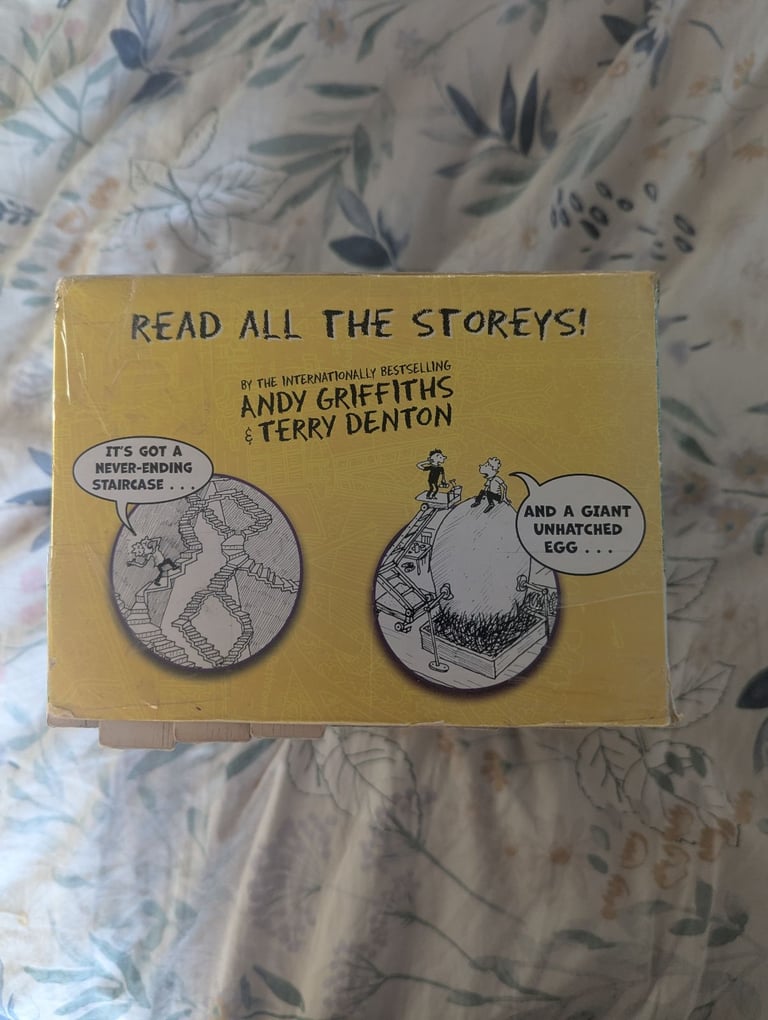 READ ALL THE STOREYS!
BY THE INTERNATIONALLY BESTSELLING
ANDY GRIFFITHS
& TERRY DENTON
IT'S GOT A
NEVER-ENDING
STAIRCASE . . .
AND A GIANT
UNHATCHED
EGG . . .